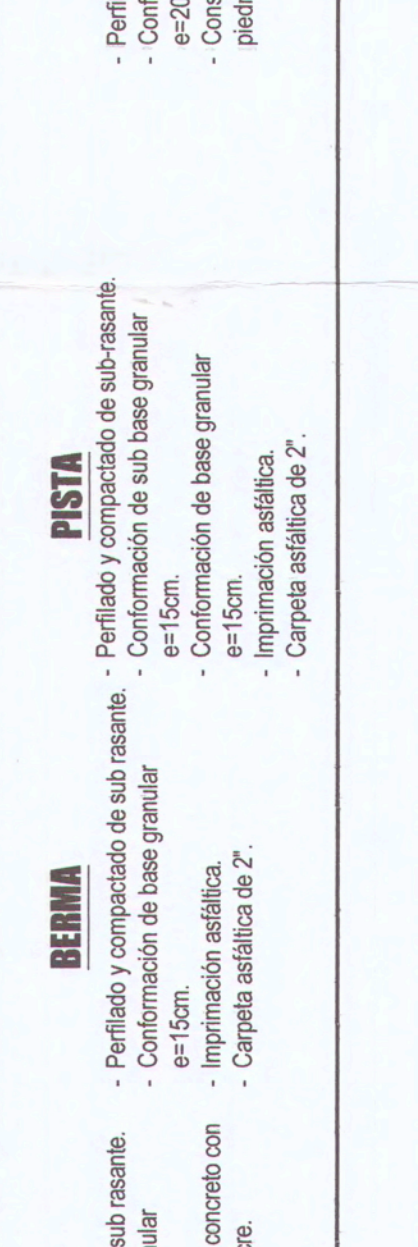 sub rasante.
nular
concreto con
cre.
BERMA
- Perfilado y compactado de sub rasante.
- Conformación de base granular
e=15cm.
- Imprimación asfáltica.
- Carpeta asfáltica de 2".
PISTA
- Perfilado y compactado de sub-rasante.
- Conformación de sub base granular
e=15cm.
- Conformación de base granular
e=15cm.
- Imprimación asfáltica.
- Carpeta asfáltica de 2".
- Perfi
- Conf
e=20
- Cons
piedr